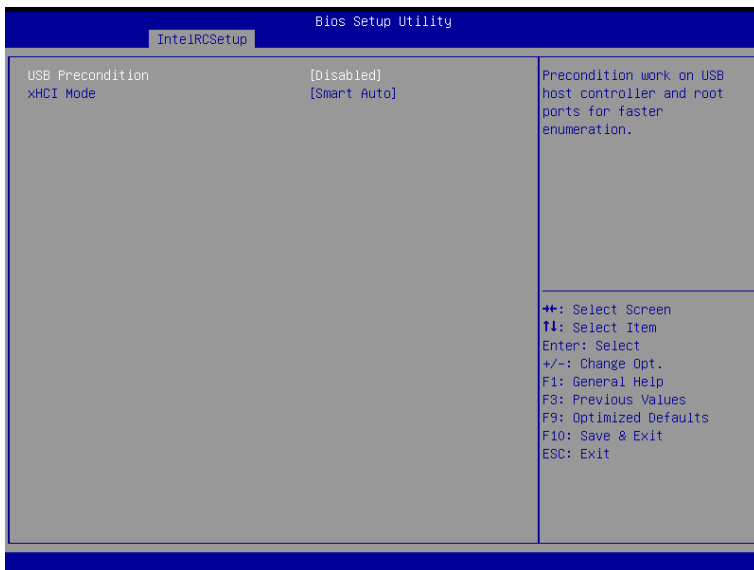 Bios Setup Utility
IntelRCSetup
USB Precondition [Disabled]
xHCI Mode [Smart Auto]
Precondition work on USB
host controller and root
ports for faster
enumeration.
→←: Select Screen
↑↓: Select Item
Enter: Select
+/-: Change Opt.
F1: General Help
F3: Previous Values
F9: Optimized Defaults
F10: Save & Exit
ESC: Exit